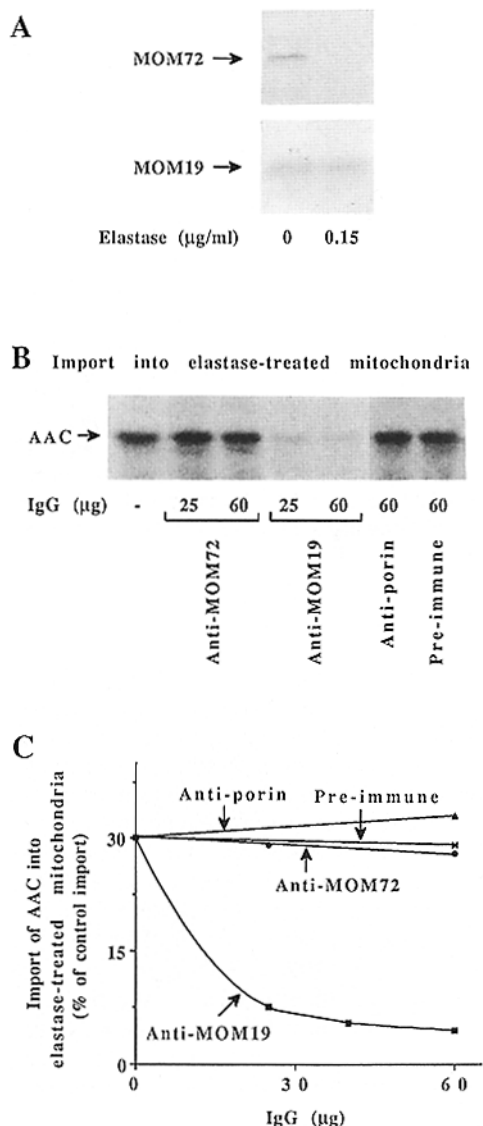 A
MOM72 →
MOM19 →
Elastase (µg/ml) 0 0.15
B Import into elastase-treated mitochondria
AAC →
IgG (µg) - 25 60 25 60 60 60
Anti-MOM72
Anti-MOM19
Anti-porin
Pre-immune
C
Import of AAC into
elastase-treated mitochondria
(% of control import)
30
15
0
Anti-porin
Pre-immune
Anti-MOM72
Anti-MOM19
0 30 60
IgG (µg)